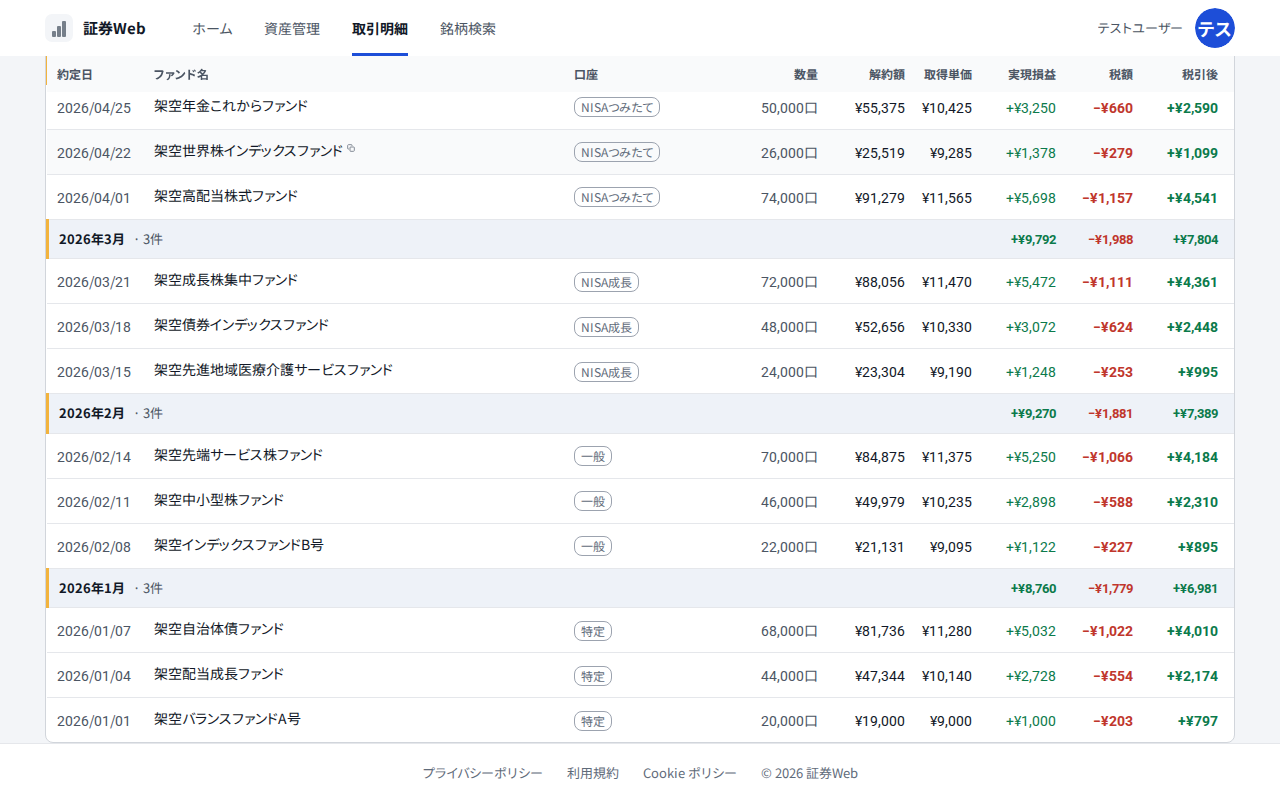 証券Web ホーム 資産管理 取引明細 銘柄検索 テストユーザー テス
約定日 ファンド名 口座 数量 解約額 取得単価 実現損益 税額 税引後
2026/04/25 架空年金これからファンド NISAつみたて 50,000口 ¥55,375 ¥10,425 +¥3,250 −¥660 +¥2,590
2026/04/22 架空世界株インデックスファンド NISAつみたて 26,000口 ¥25,519 ¥9,285 +¥1,378 −¥279 +¥1,099
2026/04/01 架空高配当株式ファンド NISAつみたて 74,000口 ¥91,279 ¥11,565 +¥5,698 −¥1,157 +¥4,541
2026年3月 · 3件 +¥9,792 −¥1,988 +¥7,804
2026/03/21 架空成長株集中ファンド NISA成長 72,000口 ¥88,056 ¥11,470 +¥5,472 −¥1,111 +¥4,361
2026/03/18 架空債券インデックスファンド NISA成長 48,000口 ¥52,656 ¥10,330 +¥3,072 −¥624 +¥2,448
2026/03/15 架空先進地域医療介護サービスファンド NISA成長 24,000口 ¥23,304 ¥9,190 +¥1,248 −¥253 +¥995
2026年2月 · 3件 +¥9,270 −¥1,881 +¥7,389
2026/02/14 架空先端サービス株ファンド 一般 70,000口 ¥84,875 ¥11,375 +¥5,250 −¥1,066 +¥4,184
2026/02/11 架空中小型株ファンド 一般 46,000口 ¥49,979 ¥10,235 +¥2,898 −¥588 +¥2,310
2026/02/08 架空インデックスファンドB号 一般 22,000口 ¥21,131 ¥9,095 +¥1,122 −¥227 +¥895
2026年1月 · 3件 +¥8,760 −¥1,779 +¥6,981
2026/01/07 架空自治体債ファンド 特定 68,000口 ¥81,736 ¥11,280 +¥5,032 −¥1,022 +¥4,010
2026/01/04 架空配当成長ファンド 特定 44,000口 ¥47,344 ¥10,140 +¥2,728 −¥554 +¥2,174
2026/01/01 架空バランスファンドA号 特定 20,000口 ¥19,000 ¥9,000 +¥1,000 −¥203 +¥797
プライバシーポリシー 利用規約 Cookie ポリシー © 2026 証券Web